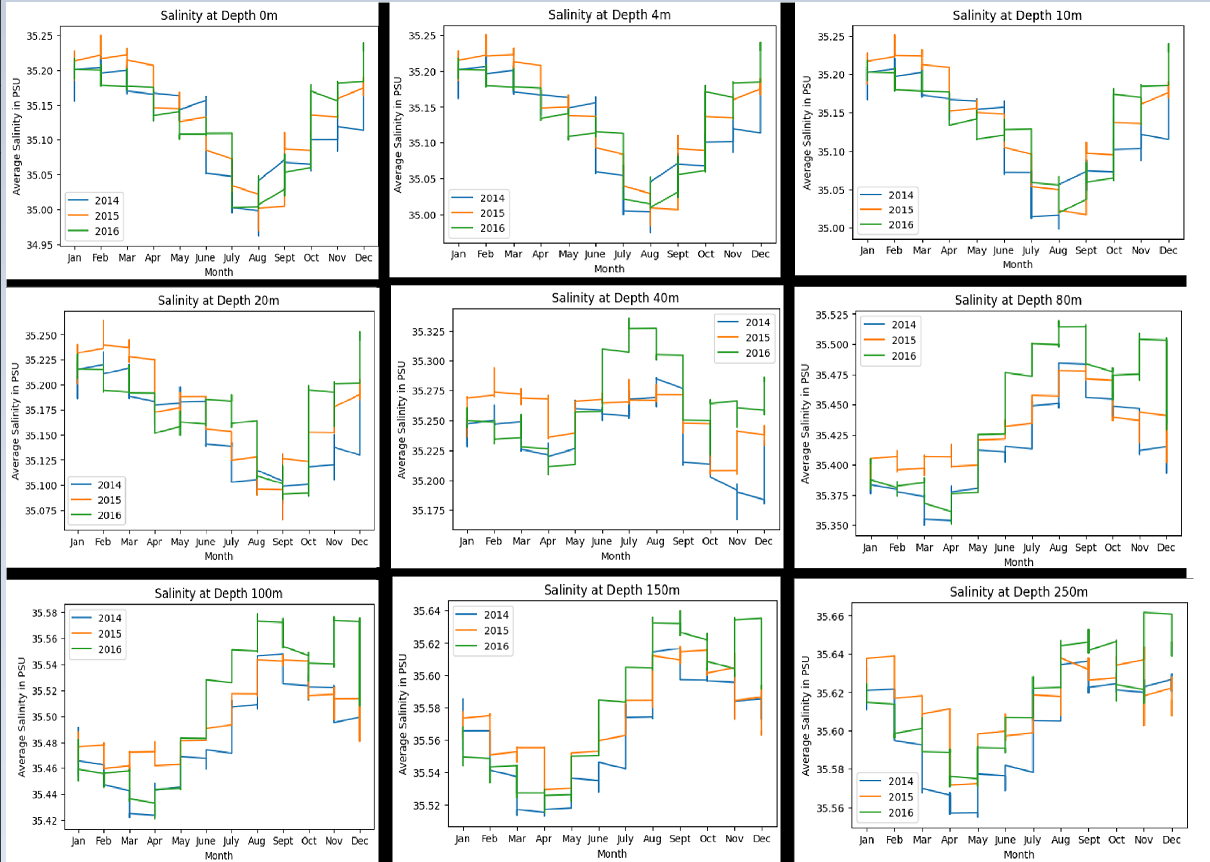 Salinity at Depth 0m
Average Salinity in PSU
35.25
35.20
35.15
35.10
35.05
35.00
34.95
2014
2015
2016
Jan Feb Mar Apr May June July Aug Sept Oct Nov Dec
Month
Salinity at Depth 4m
Average Salinity in PSU
35.25
35.20
35.15
35.10
35.05
35.00
2014
2015
2016
Jan Feb Mar Apr May June July Aug Sept Oct Nov Dec
Month
Salinity at Depth 10m
Average Salinity in PSU
35.25
35.20
35.15
35.10
35.05
35.00
2014
2015
2016
Jan Feb Mar Apr May June July Aug Sept Oct Nov Dec
Month
Salinity at Depth 20m
Average Salinity in PSU
35.250
35.225
35.200
35.175
35.150
35.125
35.100
35.075
2014
2015
2016
Jan Feb Mar Apr May June July Aug Sept Oct Nov Dec
Month
Salinity at Depth 40m
Average Salinity in PSU
35.325
35.300
35.275
35.250
35.225
35.200
35.175
2014
2015
2016
Jan Feb Mar Apr May June July Aug Sept Oct Nov Dec
Month
Salinity at Depth 80m
Average Salinity in PSU
35.525
35.500
35.475
35.450
35.425
35.400
35.375
35.350
2014
2015
2016
Jan Feb Mar Apr May June July Aug Sept Oct Nov Dec
Month
Salinity at Depth 100m
Average Salinity in PSU
35.58
35.56
35.54
35.52
35.50
35.48
35.46
35.44
35.42
2014
2015
2016
Jan Feb Mar Apr May June July Aug Sept Oct Nov Dec
Month
Salinity at Depth 150m
Average Salinity in PSU
35.64
35.62
35.60
35.58
35.56
35.54
35.52
2014
2015
2016
Jan Feb Mar Apr May June July Aug Sept Oct Nov Dec
Month
Salinity at Depth 250m
Average Salinity in PSU
35.66
35.64
35.62
35.60
35.58
35.56
2014
2015
2016
Jan Feb Mar Apr May June July Aug Sept Oct Nov Dec
Month